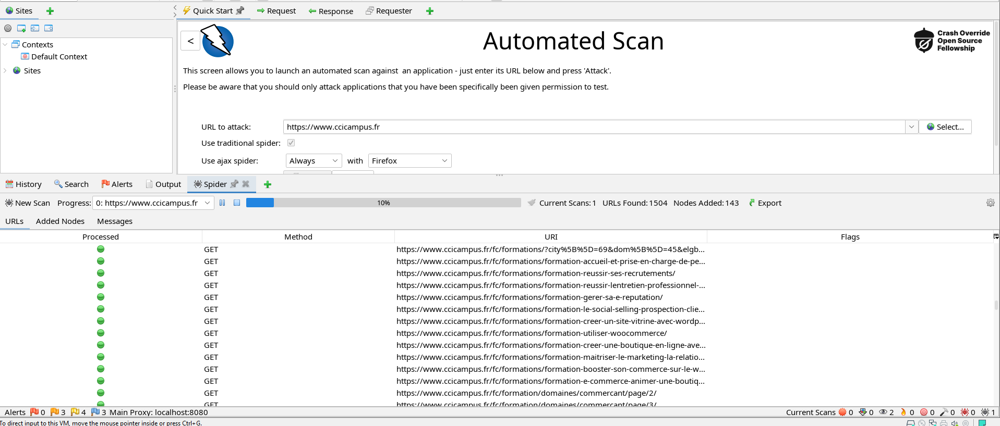 Sites
Quick Start
Request
Response
Requester
Contexts
Default Context
Sites
<
Automated Scan
Crash Override
Open Source
Fellowship
This screen allows you to launch an automated scan against  an application - just enter its URL below and press 'Attack'.
Please be aware that you should only attack applications that you have been specifically been given permission to test.
URL to attack:
https://www.ccicampus.fr
Select...
Use traditional spider:
Use ajax spider:
Always
with
Firefox
History
Search
Alerts
Output
Spider
New Scan
Progress:
0: https://www.ccicampus.fr
10%
Current Scans: 1
URLs Found: 1504
Nodes Added: 143
Export
URLs
Added Nodes
Messages
Processed
Method
URI
Flags
GET https://www.ccicampus.fr/fc/formations/?city%5B%5D=69&dom%5B%5D=45&elgb...
GET https://www.ccicampus.fr/fc/formations/formation-accueil-et-prise-en-charge-de-pe...
GET https://www.ccicampus.fr/fc/formations/formation-reussir-ses-recrutements/
GET https://www.ccicampus.fr/fc/formations/formation-reussir-lentretien-professionnel-...
GET https://www.ccicampus.fr/fc/formations/formation-gerer-sa-e-reputation/
GET https://www.ccicampus.fr/fc/formations/formation-le-social-selling-prospection-clie...
GET https://www.ccicampus.fr/fc/formations/formation-creer-un-site-vitrine-avec-wordp...
GET https://www.ccicampus.fr/fc/formations/formation-utiliser-woocommerce/
GET https://www.ccicampus.fr/fc/formations/formation-creer-une-boutique-en-ligne-ave...
GET https://www.ccicampus.fr/fc/formations/formation-maitriser-le-marketing-la-relatio...
GET https://www.ccicampus.fr/fc/formations/formation-booster-son-commerce-sur-le-w...
GET https://www.ccicampus.fr/fc/formations/formation-e-commerce-animer-une-boutiq...
GET https://www.ccicampus.fr/fc/formation/domaines/commercant/page/2/
GET https://www.ccicampus.fr/fc/formation/domaines/commercant/page/3/
Alerts 0 3 4 3 Main Proxy: localhost:8080
Current Scans 0 0 2 0 0 0 0 1
To direct input to this VM, move the mouse pointer inside or press Ctrl+G.